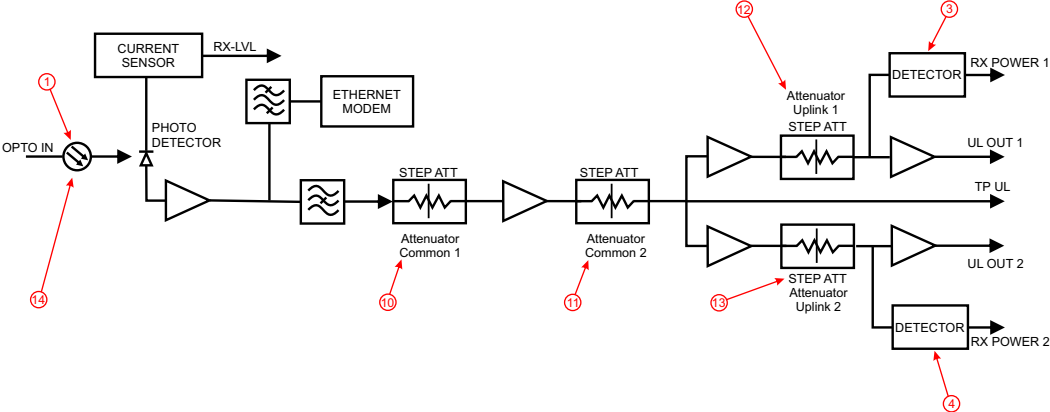 12
3
CURRENT
SENSOR
RX-LVL
RX POWER 1
DETECTOR
1
ETHERNET
MODEM
Attenuator
Uplink 1
PHOTO
DETECTOR
STEP ATT
OPTO IN
UL OUT 1
STEP ATT
STEP ATT
TP UL
Attenuator
Common 1
Attenuator
Common 2
UL OUT 2
14
10
11
13
STEP ATT
Attenuator
Uplink 2
DETECTOR
RX POWER 2
4